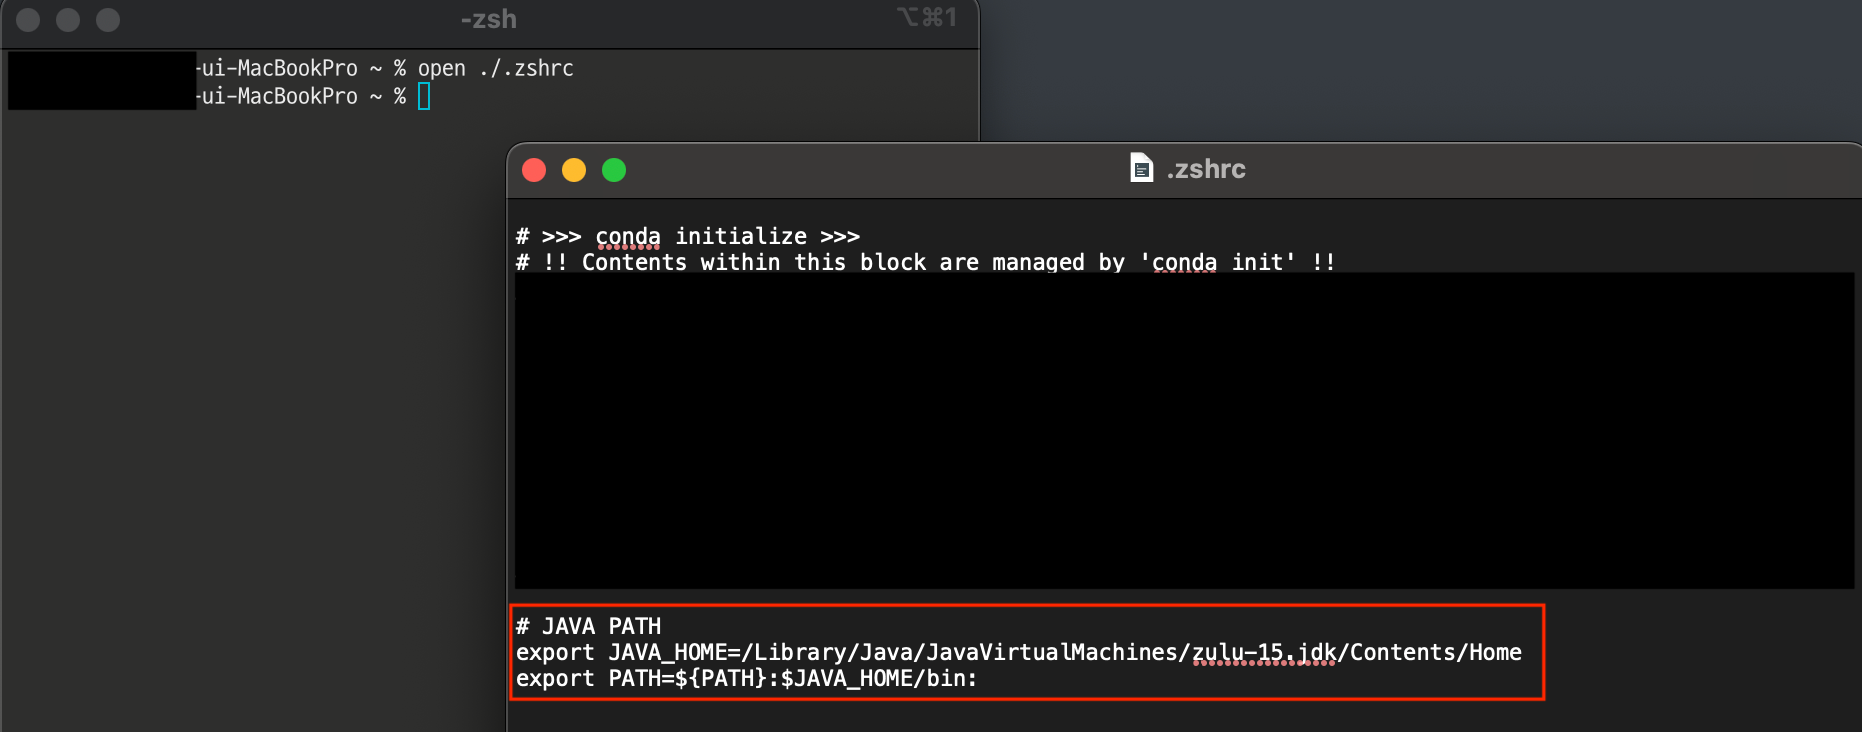 -zsh
⌥⌘1
-ui-MacBookPro ~ % open ./.zshrc
-ui-MacBookPro ~ %
.zshrc
# >>> conda initialize >>>
# !! Contents within this block are managed by 'conda init' !!
# JAVA PATH
export JAVA_HOME=/Library/Java/JavaVirtualMachines/zulu-15.jdk/Contents/Home
export PATH=${PATH}:$JAVA_HOME/bin: